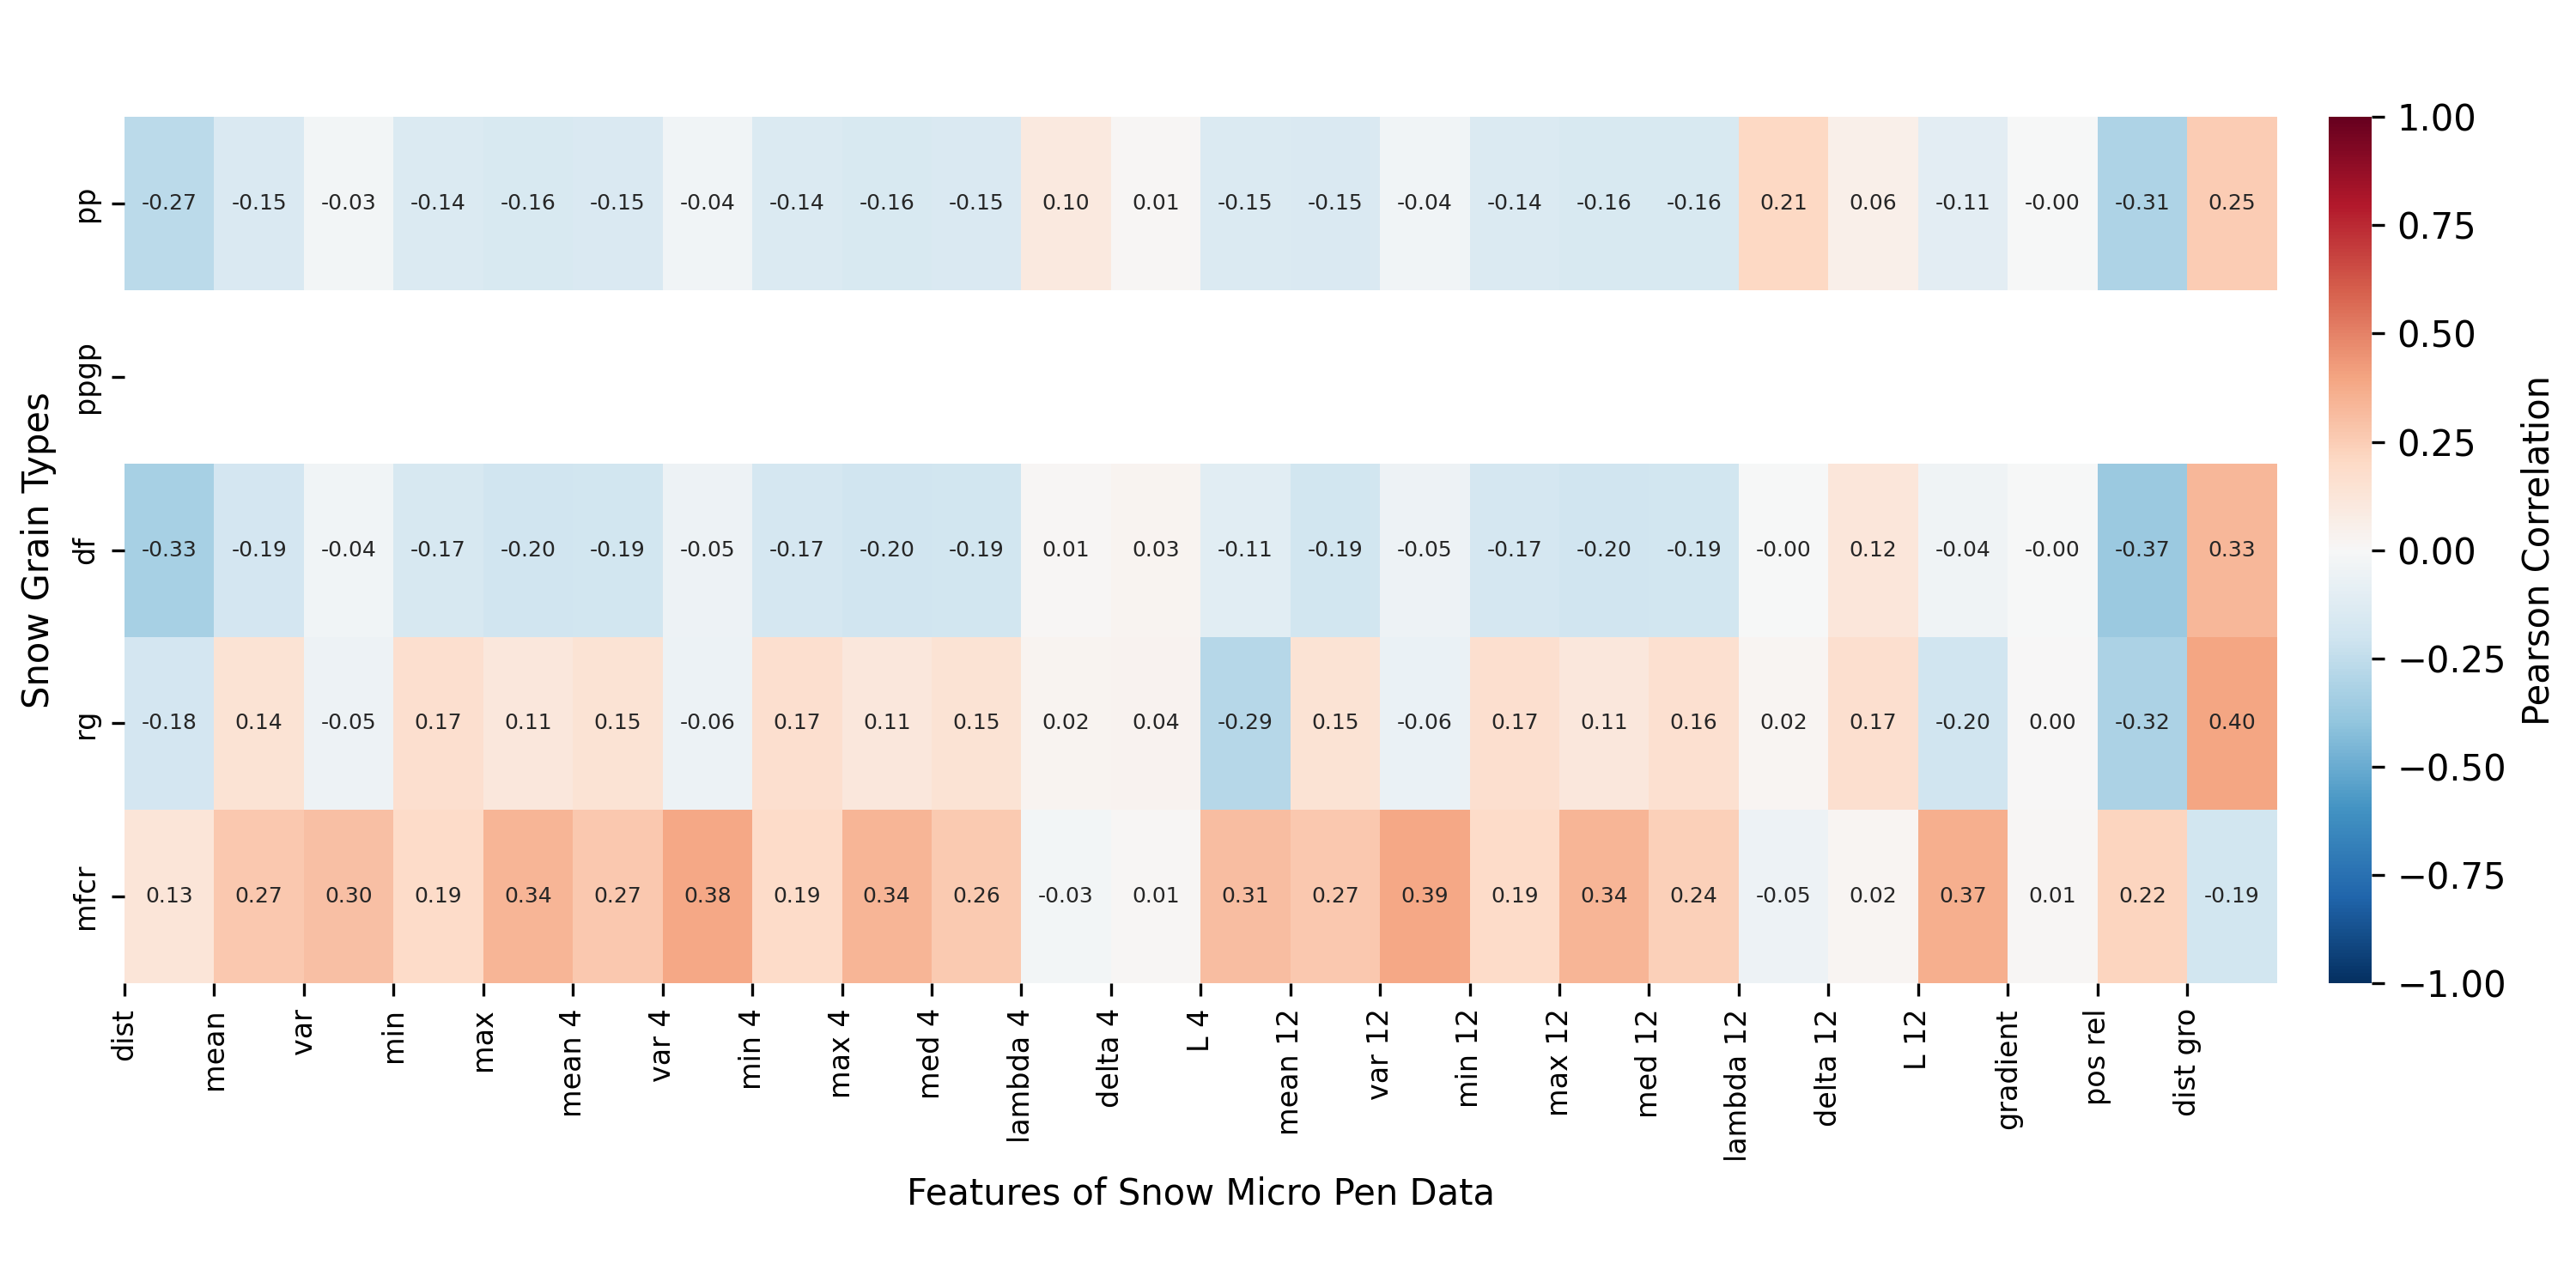 pp -0.27 -0.15 -0.03 -0.14 -0.16 -0.15 -0.04 -0.14 -0.16 -0.15 0.10 0.01 -0.15 -0.15 -0.04 -0.14 -0.16 -0.16 0.21 0.06 -0.11 -0.00 -0.31 0.25
ppgp
df -0.33 -0.19 -0.04 -0.17 -0.20 -0.19 -0.05 -0.17 -0.20 -0.19 0.01 0.03 -0.11 -0.19 -0.05 -0.17 -0.20 -0.19 -0.00 0.12 -0.04 -0.00 -0.37 0.33
rg -0.18 0.14 -0.05 0.17 0.11 0.15 -0.06 0.17 0.11 0.15 0.02 0.04 -0.29 0.15 -0.06 0.17 0.11 0.16 0.02 0.17 -0.20 0.00 -0.32 0.40
mfcr 0.13 0.27 0.30 0.19 0.34 0.27 0.38 0.19 0.34 0.26 -0.03 0.01 0.31 0.27 0.39 0.19 0.34 0.24 -0.05 0.02 0.37 0.01 0.22 -0.19
Snow Grain Types
dist
mean
var
min
max
mean 4
var 4
min 4
max 4
med 4
lambda 4
delta 4
L 4
mean 12
var 12
min 12
max 12
med 12
lambda 12
delta 12
L 12
gradient
pos rel
dist gro
Features of Snow Micro Pen Data
1.00
0.75
0.50
0.25
0.00
−0.25
−0.50
−0.75
−1.00
Pearson Correlation